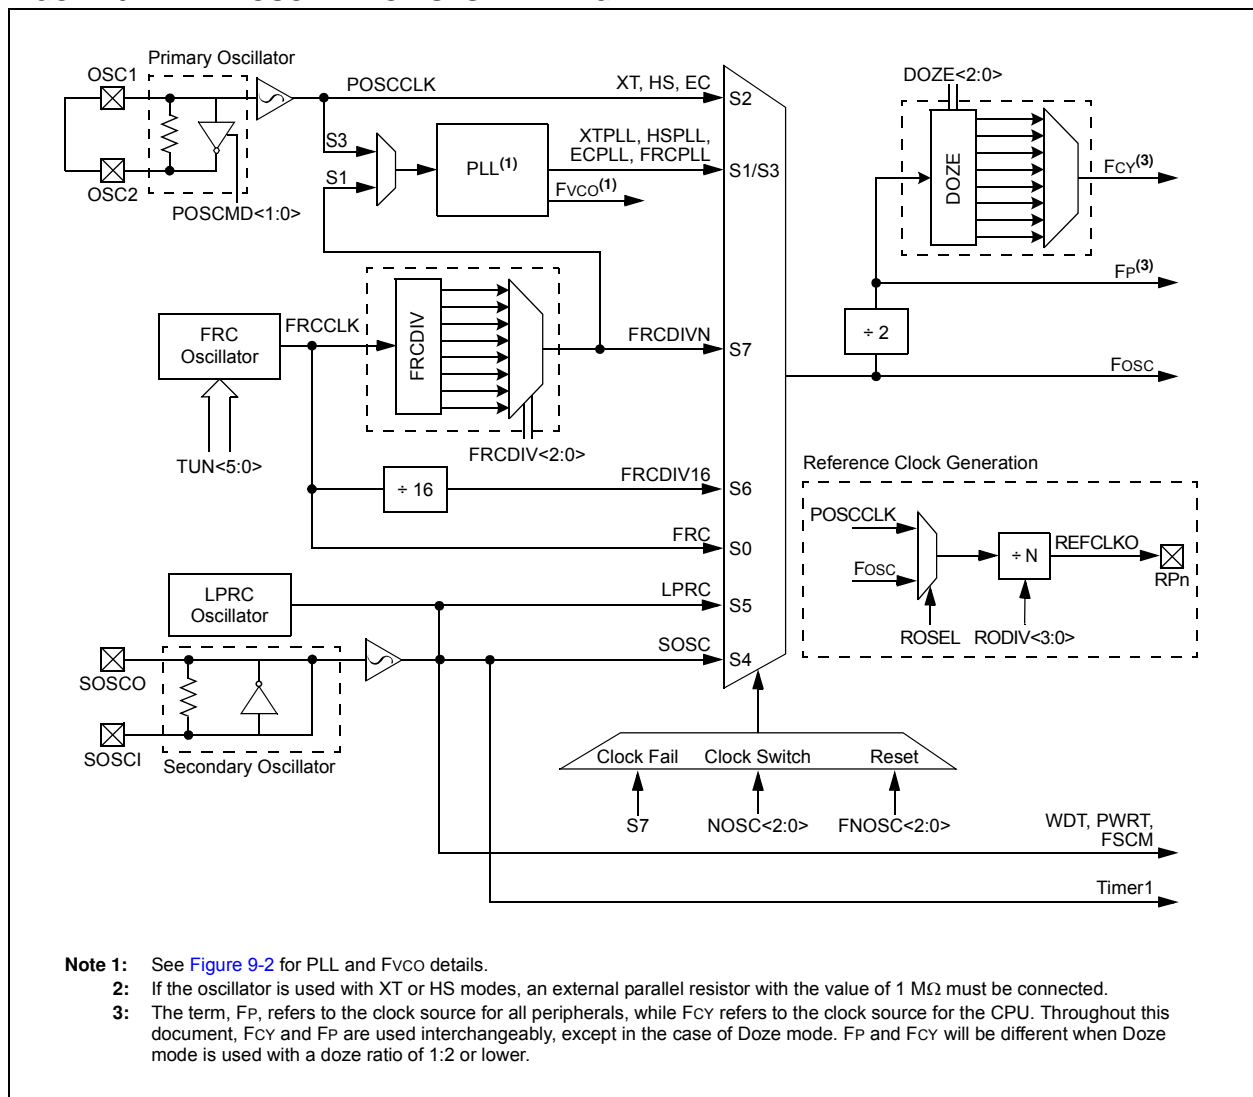 Primary Oscillator
OSC1
OSC2
POSCMD<1:0>
POSCCLK
XT, HS, EC
S2
S3
S1
PLL(1)
XTPLL, HSPLL,
ECPLL, FRCPLL
S1/S3
FVCO(1)
DOZE<2:0>
DOZE
FCY(3)
FP(3)
÷ 2
FOSC
FRC
Oscillator
FRCCLK
TUN<5:0>
FRCDIV
FRCDIV<2:0>
FRCDIVN
S7
÷ 16
FRCDIV16
S6
FRC
S0
LPRC
Oscillator
LPRC
S5
SOSCO
SOSCI
Secondary Oscillator
SOSC
S4
Reference Clock Generation
POSCCLK
FOSC
÷ N
REFCLKO
RPn
ROSEL
RODIV<3:0>
Clock Fail
Clock Switch
Reset
S7
NOSC<2:0>
FNOSC<2:0>
WDT, PWRT,
FSCM
Timer1
Note 1: See Figure 9-2 for PLL and FVCO details.
2: If the oscillator is used with XT or HS modes, an external parallel resistor with the value of 1 MΩ must be connected.
3: The term, FP, refers to the clock source for all peripherals, while FCY refers to the clock source for the CPU. Throughout this
document, FCY and FP are used interchangeably, except in the case of Doze mode. FP and FCY will be different when Doze
mode is used with a doze ratio of 1:2 or lower.